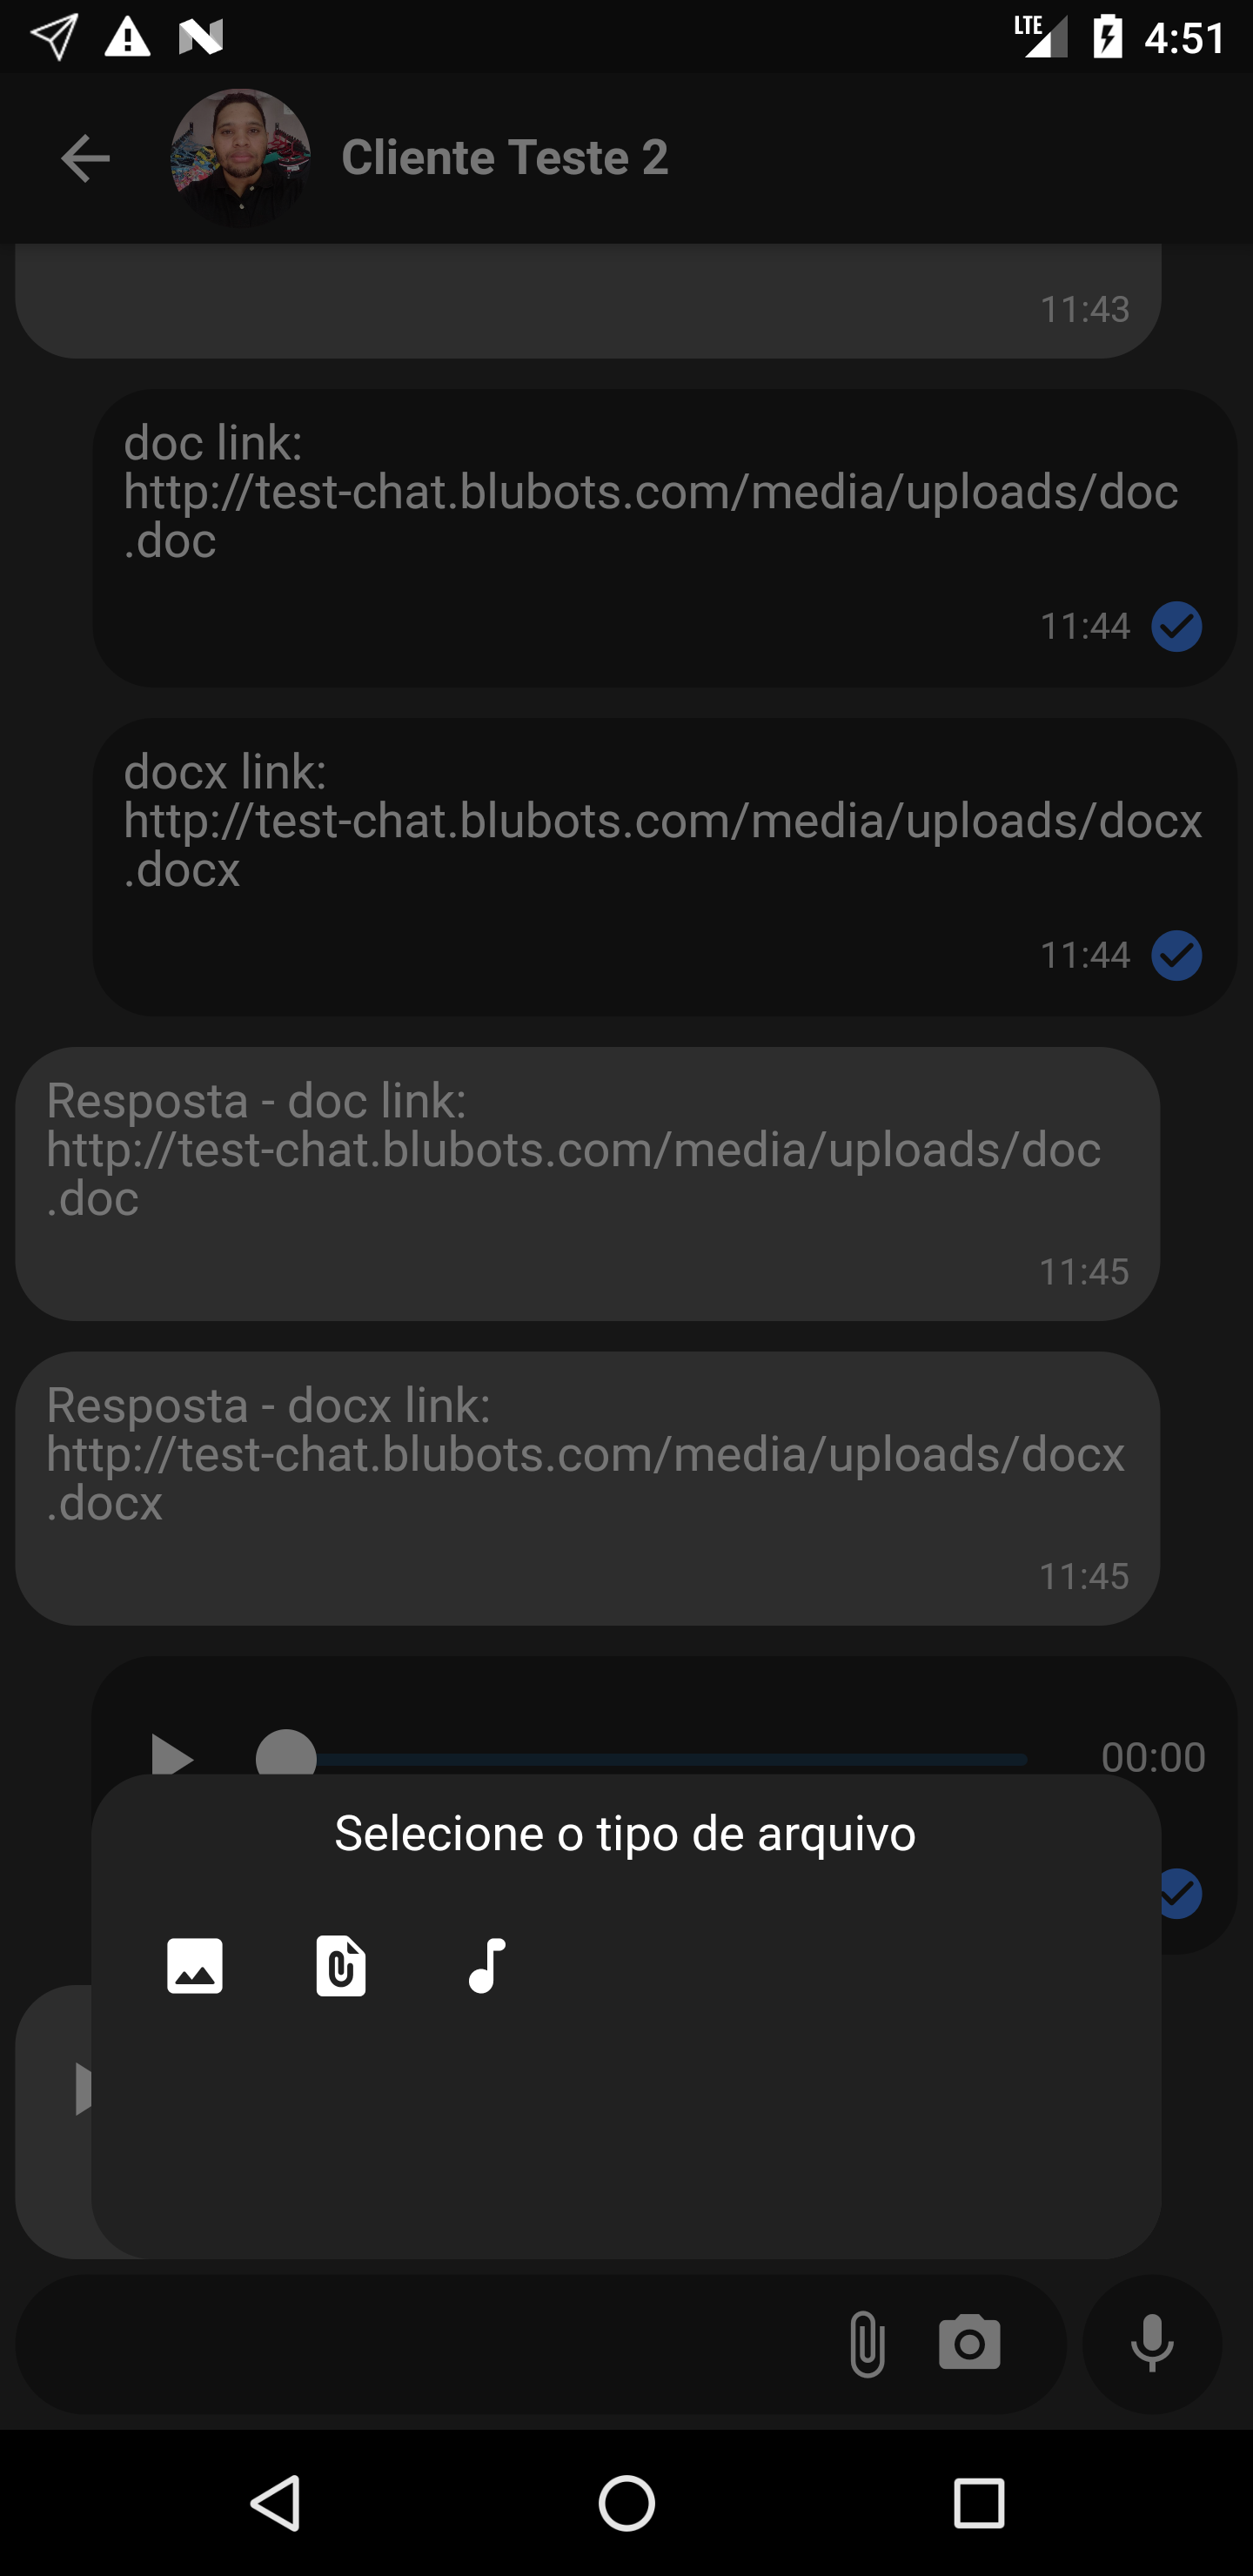 LTE 4:51
Cliente Teste 2
11:43
doc link:
http://test-chat.blubots.com/media/uploads/doc
.doc
11:44
docx link:
http://test-chat.blubots.com/media/uploads/docx
.docx
11:44
Resposta - doc link:
http://test-chat.blubots.com/media/uploads/doc
.doc
11:45
Resposta - docx link:
http://test-chat.blubots.com/media/uploads/docx
.docx
11:45
00:00
Selecione o tipo de arquivo